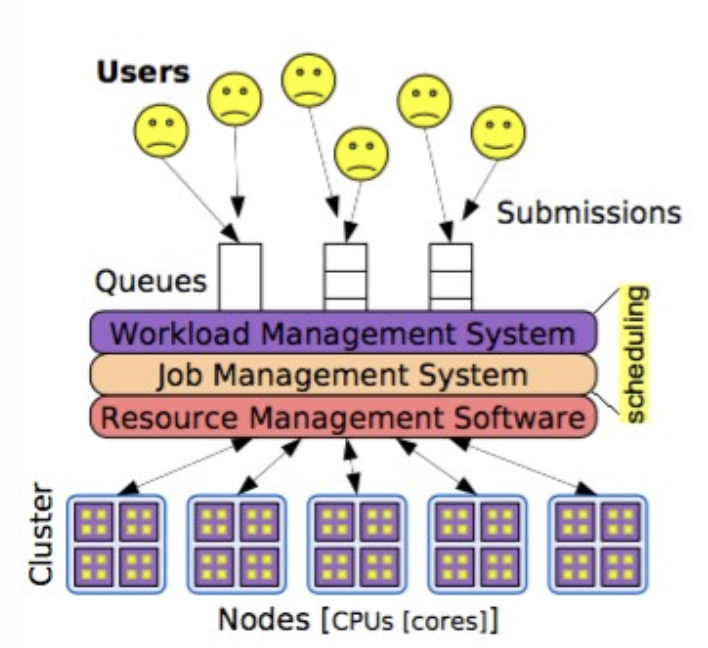 Users
Submissions
Queues
Workload Management System
Job Management System
Resource Management Software
scheduling
Cluster
Nodes [CPUs [cores]]